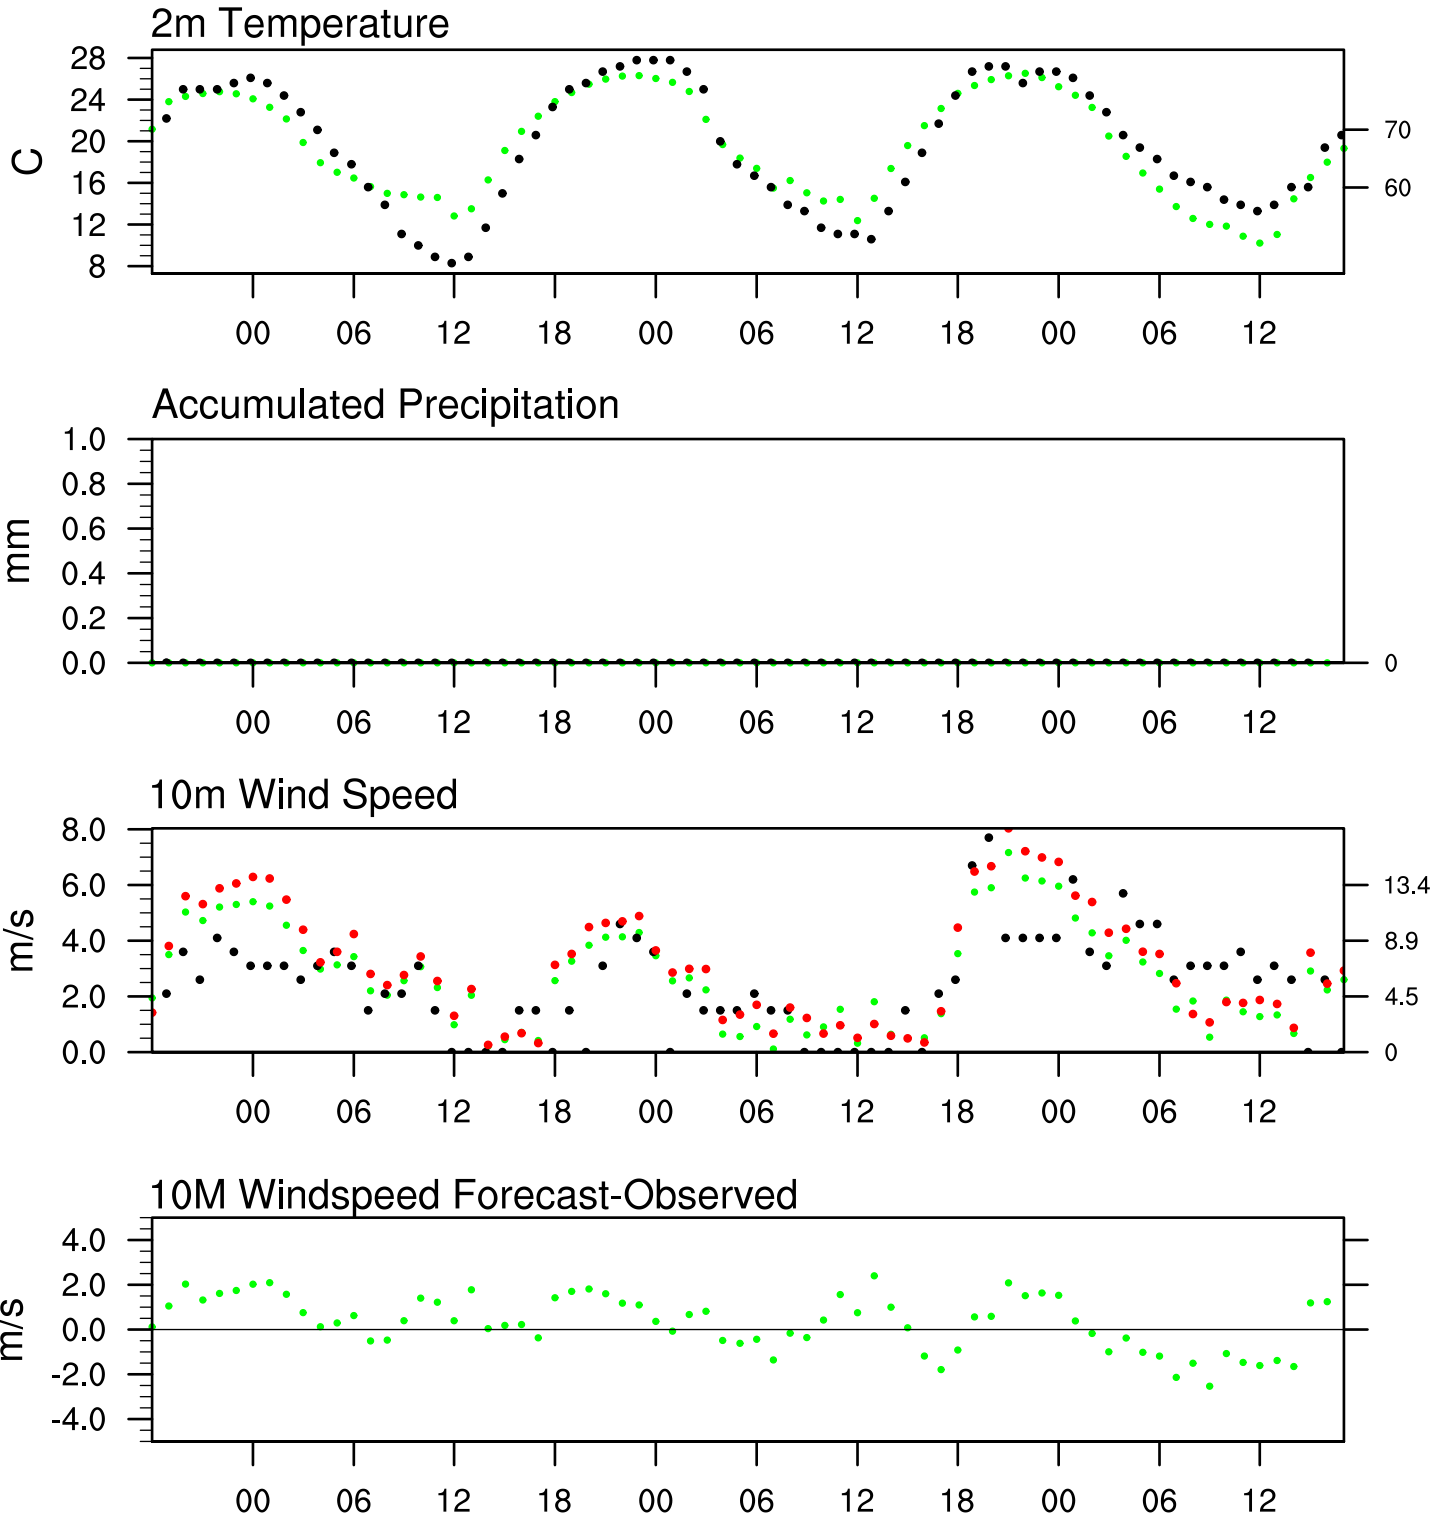 2m Temperature
28
24
20
16
12
8
C
70
60
00 06 12 18 00 06 12 18 00 06 12
Accumulated Precipitation
1.0
0.8
0.6
0.4
0.2
0.0
mm
0
00 06 12 18 00 06 12 18 00 06 12
10m Wind Speed
8.0
6.0
4.0
2.0
0.0
m/s
13.4
8.9
4.5
0
00 06 12 18 00 06 12 18 00 06 12
10M Windspeed Forecast-Observed
4.0
2.0
0.0
-2.0
-4.0
m/s
00 06 12 18 00 06 12 18 00 06 12